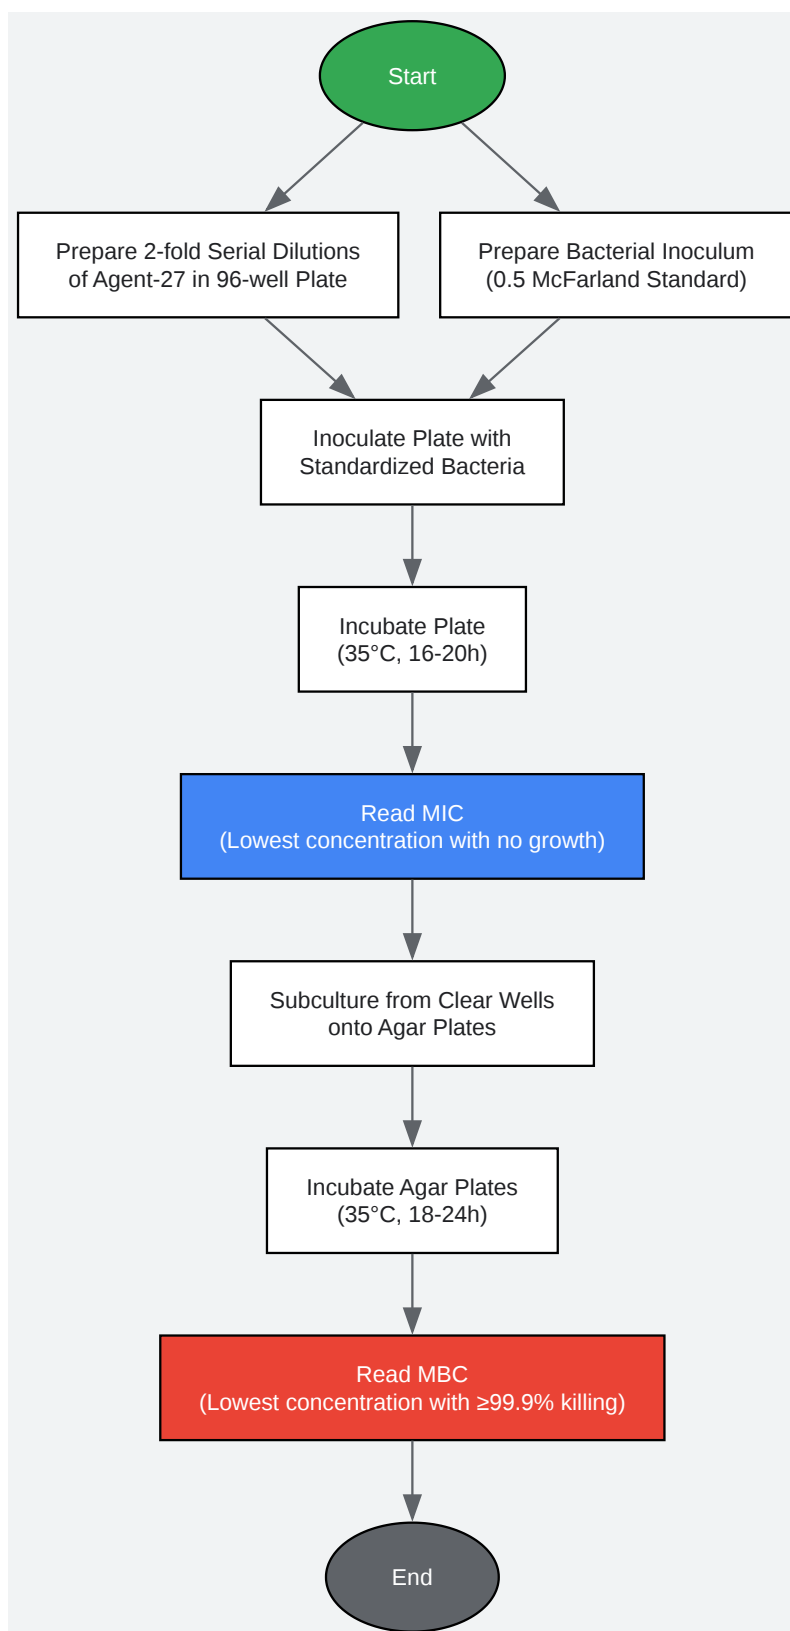 Start
Prepare 2-fold Serial Dilutions
of Agent-27 in 96-well Plate
Prepare Bacterial Inoculum
(0.5 McFarland Standard)
Inoculate Plate with
Standardized Bacteria
Incubate Plate
(35°C, 16-20h)
Read MIC
(Lowest concentration with no growth)
Subculture from Clear Wells
onto Agar Plates
Incubate Agar Plates
(35°C, 18-24h)
Read MBC
(Lowest concentration with ≥99.9% killing)
End